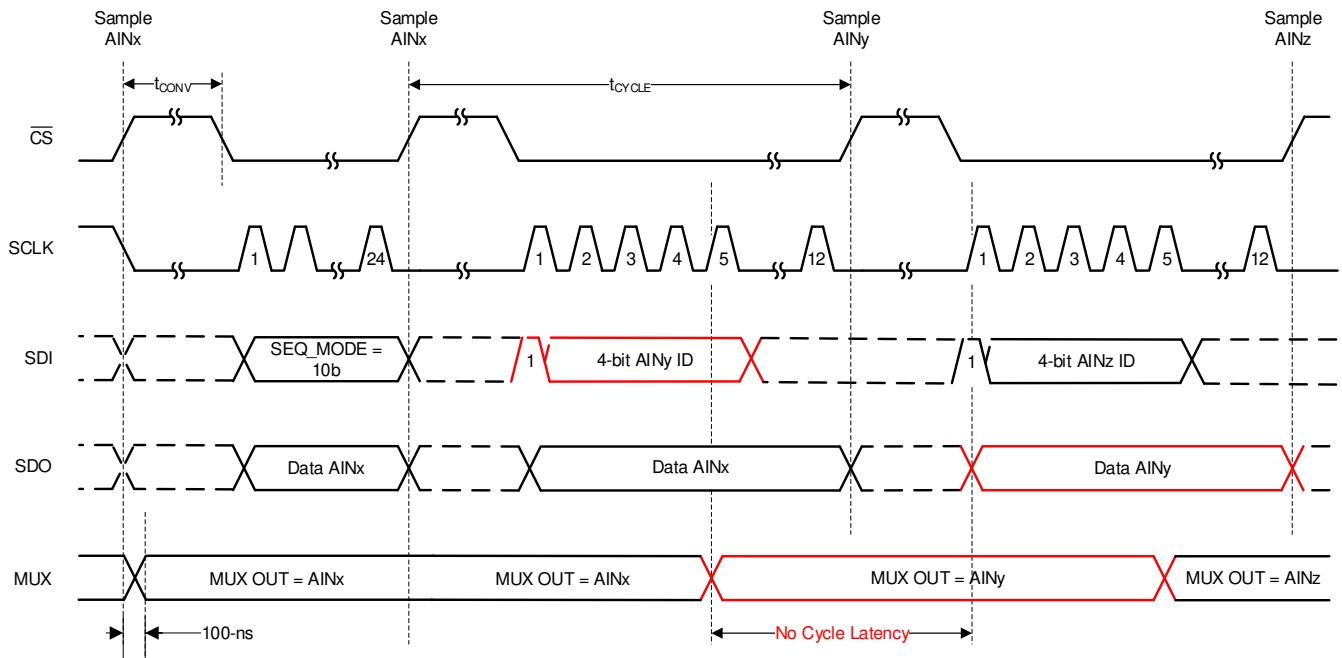 Sample Sample Sample Sample
AINx AINx AINy AINz
tCONV tCYCLE
CS
SCLK 1 24 1 2 3 4 5 12 1 2 3 4 5 12
SEQ_MODE =
SDI 10b 1 4-bit AINy ID 1 4-bit AINz ID
SDO Data AINx Data AINx Data AINy
MUX MUX OUT = AINx MUX OUT = AINx MUX OUT = AINy MUX OUT = AINz
100-ns No Cycle Latency